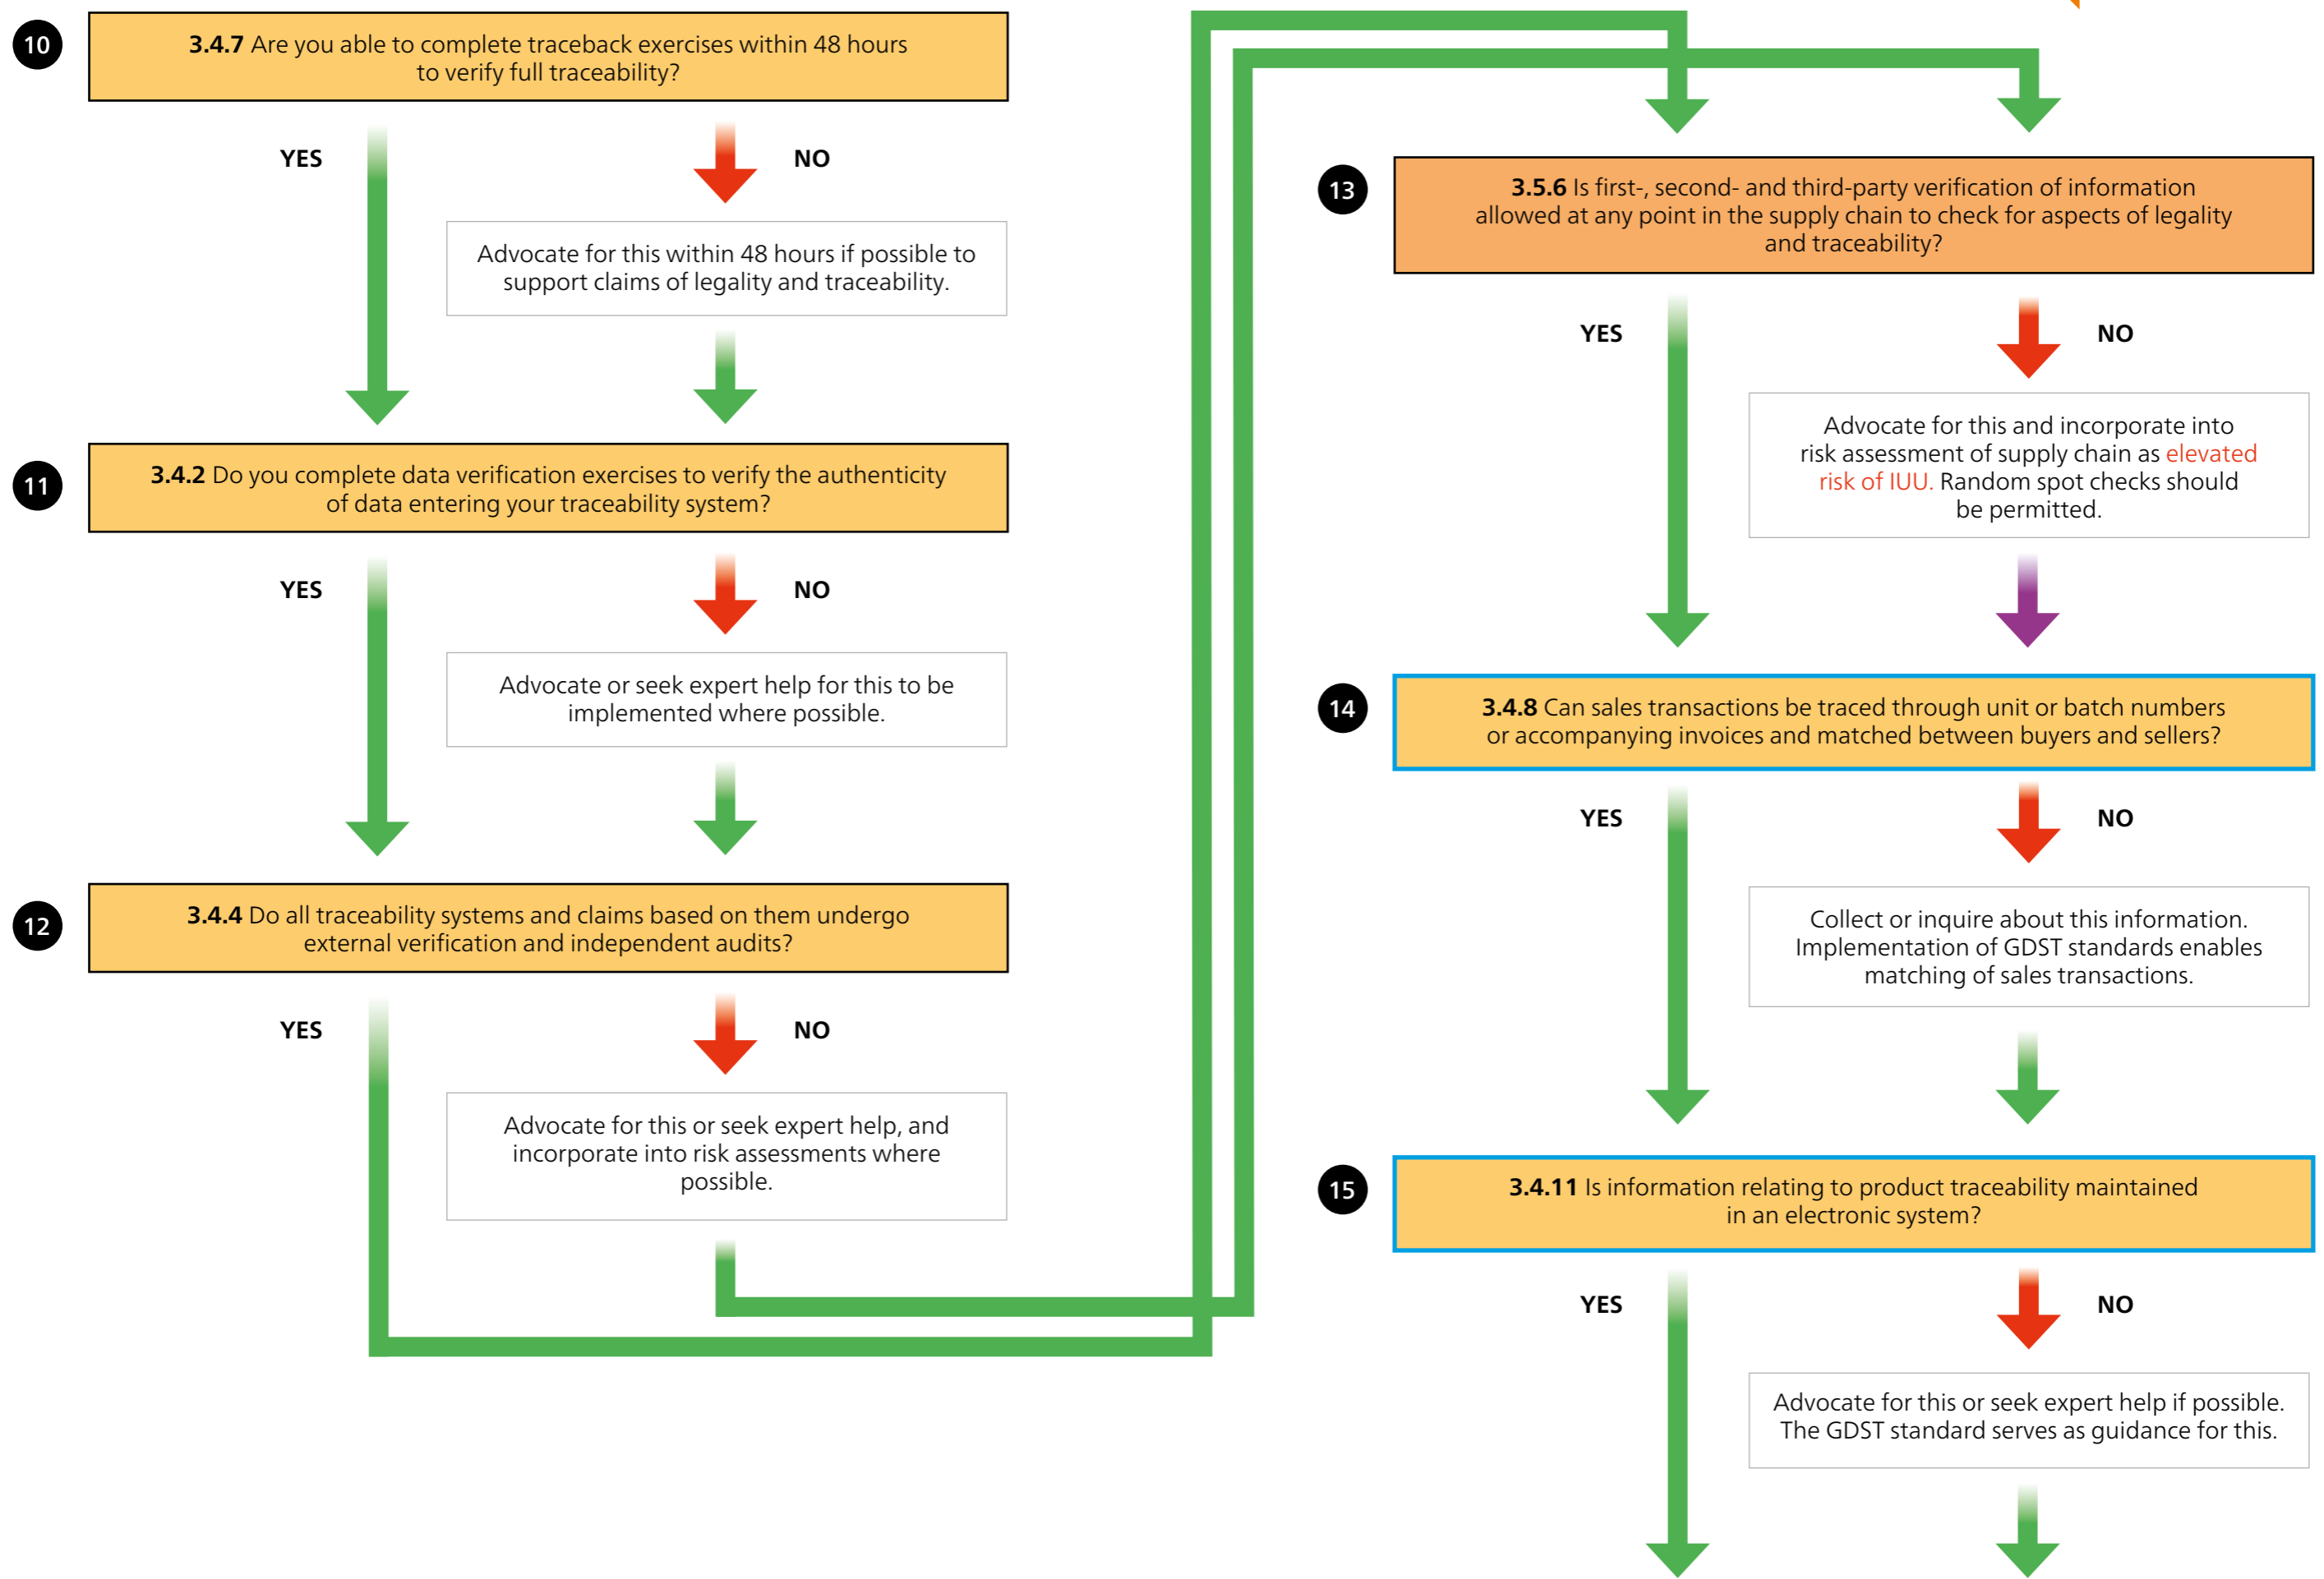 10
3.4.7 Are you able to complete traceback exercises within 48 hours
to verify full traceability?
YES
NO
Advocate for this within 48 hours if possible to
support claims of legality and traceability.
11
3.4.2 Do you complete data verification exercises to verify the authenticity
of data entering your traceability system?
YES
NO
Advocate or seek expert help for this to be
implemented where possible.
12
3.4.4 Do all traceability systems and claims based on them undergo
external verification and independent audits?
YES
NO
Advocate for this or seek expert help, and
incorporate into risk assessments where
possible.
13
3.5.6 Is first-, second- and third-party verification of information
allowed at any point in the supply chain to check for aspects of legality
and traceability?
YES
NO
Advocate for this and incorporate into
risk assessment of supply chain as elevated
risk of IUU. Random spot checks should
be permitted.
14
3.4.8 Can sales transactions be traced through unit or batch numbers
or accompanying invoices and matched between buyers and sellers?
YES
NO
Collect or inquire about this information.
Implementation of GDST standards enables
matching of sales transactions.
15
3.4.11 Is information relating to product traceability maintained
in an electronic system?
YES
NO
Advocate for this or seek expert help if possible.
The GDST standard serves as guidance for this.